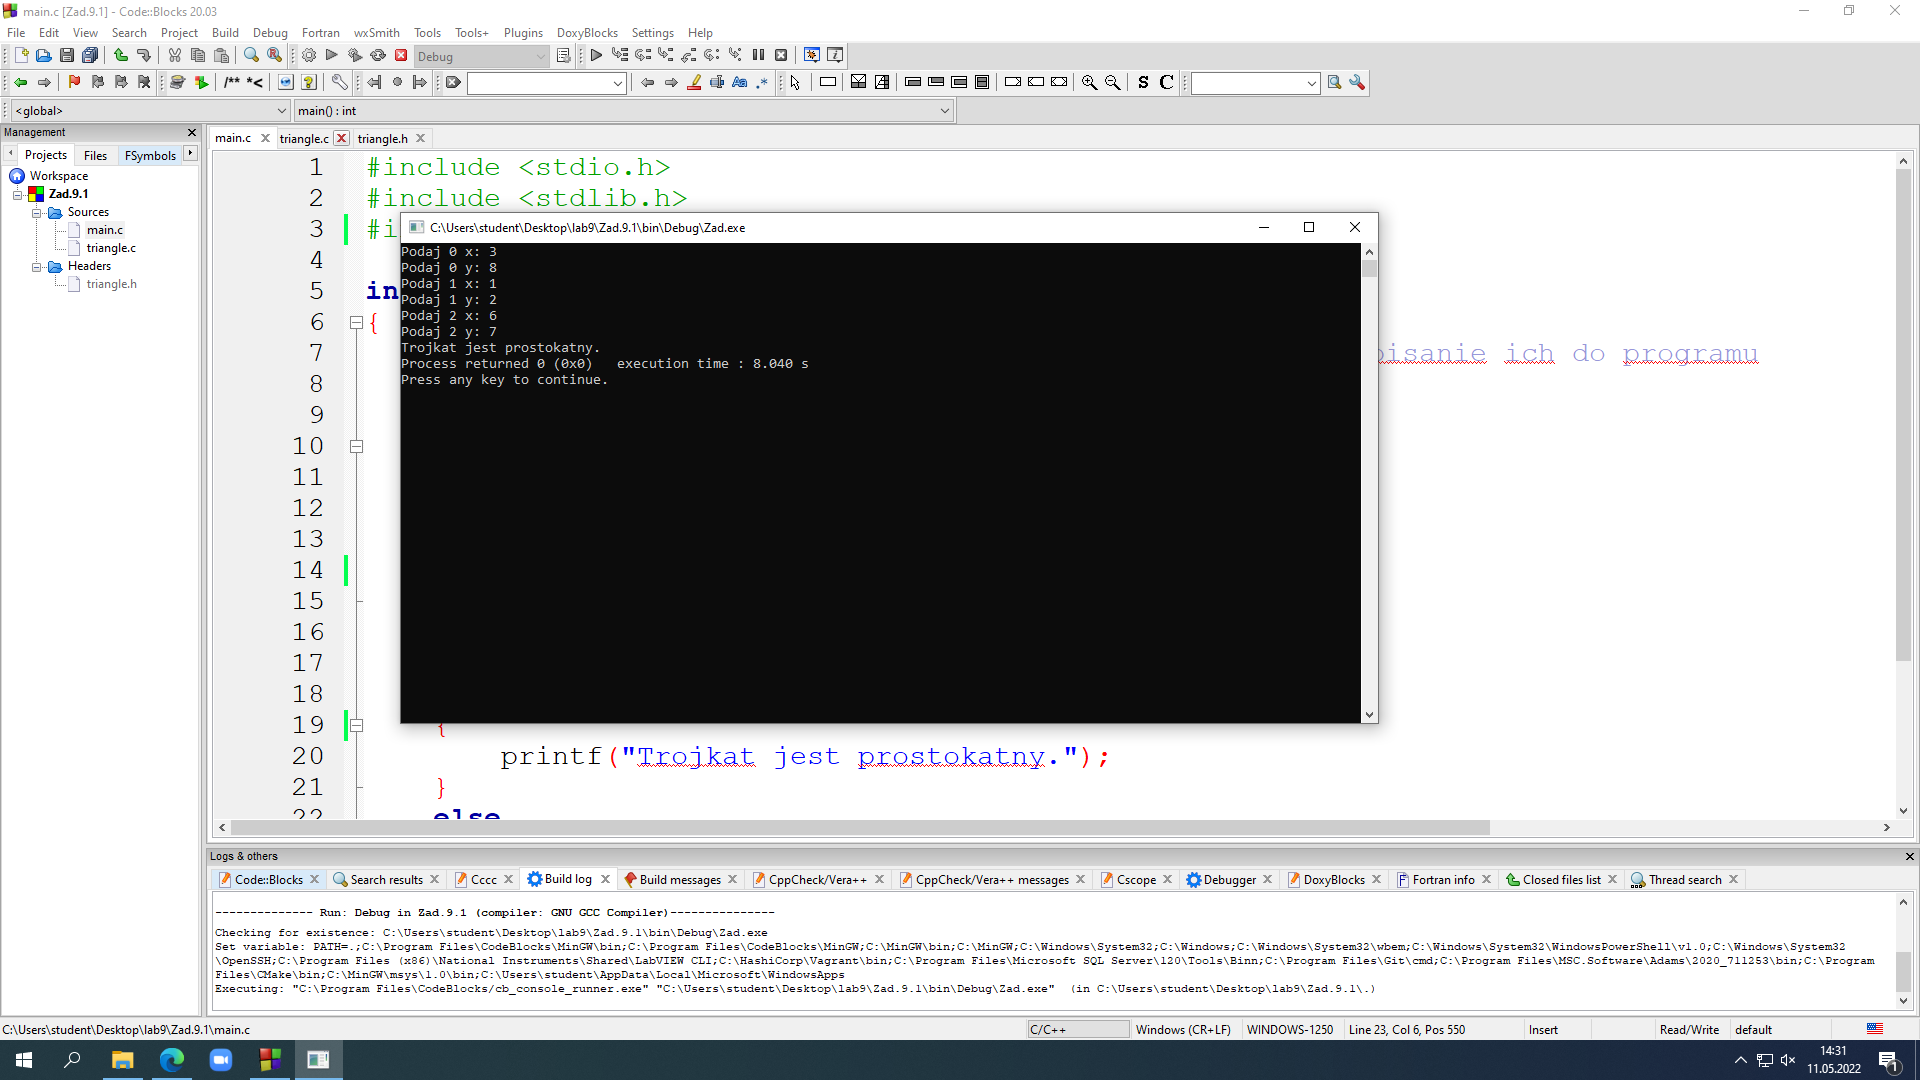 main.c [Zad.9.1] - Code::Blocks 20.03
File Edit View Search Project Build Debug Fortran wxSmith Tools Tools+ Plugins DoxyBlocks Settings Help
Debug
/** *< Aa .* S C
<global> main() : int
Management
main.c triangle.c triangle.h
Projects Files FSymbols
Workspace
Zad.9.1
Sources
main.c
triangle.c
Headers
triangle.h
1 #include <stdio.h>
2 #include <stdlib.h>
3 #i
4
5 in
6 {
7 pisanie ich do programu
8
9
10
11
12
13
14
15
16
17
18
19 {
20 printf("Trojkat jest prostokatny.");
21 }
22 else
C:\Users\student\Desktop\lab9\Zad.9.1\bin\Debug\Zad.exe
Podaj 0 x: 3
Podaj 0 y: 8
Podaj 1 x: 1
Podaj 1 y: 2
Podaj 2 x: 6
Podaj 2 y: 7
Trojkat jest prostokatny.
Process returned 0 (0x0) execution time : 8.040 s
Press any key to continue.
Logs & others
Code::Blocks Search results Cccc Build log Build messages CppCheck/Vera++ CppCheck/Vera++ messages Cscope Debugger DoxyBlocks Fortran info Closed files list Thread search
-------------- Run: Debug in Zad.9.1 (compiler: GNU GCC Compiler)---------------
Checking for existence: C:\Users\student\Desktop\lab9\Zad.9.1\bin\Debug\Zad.exe
Set variable: PATH=.;C:\Program Files\CodeBlocks\MinGW\bin;C:\Program Files\CodeBlocks\MinGW;C:\MinGW\bin;C:\MinGW;C:\Windows\System32;C:\Windows;C:\Windows\System32\wbem;C:\Windows\System32\WindowsPowerShell\v1.0;C:\Windows\System32
\OpenSSH;C:\Program Files (x86)\National Instruments\Shared\LabVIEW CLI;C:\HashiCorp\Vagrant\bin;C:\Program Files\Microsoft SQL Server\120\Tools\Binn;C:\Program Files\Git\cmd;C:\Program Files\MSC.Software\Adams\2020_711253\bin;C:\Program
Files\CMake\bin;C:\MinGW\msys\1.0\bin;C:\Users\student\AppData\Local\Microsoft\WindowsApps
Executing: "C:\Program Files\CodeBlocks/cb_console_runner.exe" "C:\Users\student\Desktop\lab9\Zad.9.1\bin\Debug\Zad.exe" (in C:\Users\student\Desktop\lab9\Zad.9.1\.)
C:\Users\student\Desktop\lab9\Zad.9.1\main.c C/C++ Windows (CR+LF) WINDOWS-1250 Line 23, Col 6, Pos 550 Insert Read/Write default
14:31
11.05.2022
1